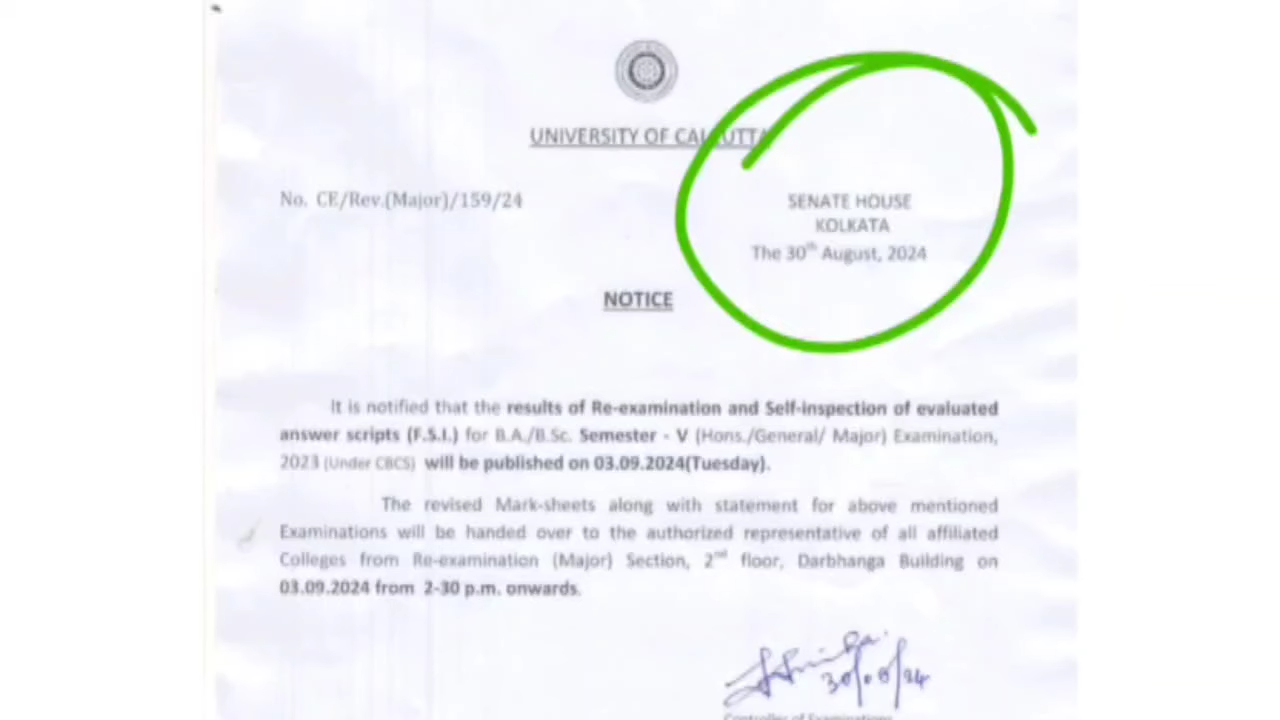 UNIVERSITY OF CALCUTTA
No. CE/Rev.(Major)/159/24
SENATE HOUSE
KOLKATA
The 30th August, 2024
NOTICE
It is notified that the results of Re-examination and Self-inspection of evaluated
answer scripts (F.S.I.) for B.A./B.Sc. Semester - V (Hons./General/ Major) Examination,
2023 (Under CBCS) will be published on 03.09.2024(Tuesday).
The revised Mark-sheets along with statement for above mentioned
Examinations will be handed over to the authorized representative of all affiliated
Colleges from Re-examination (Major) Section, 2nd floor, Darbhanga Building on
03.09.2024 from 2-30 p.m. onwards.
30/08/24
Controller of Examinations